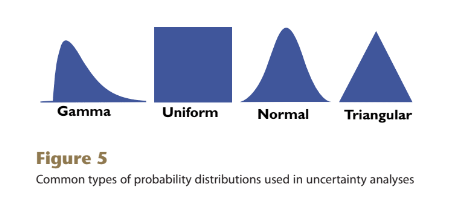 Gamma Uniform Normal Triangular
Figure 5
Common types of probability distributions used in uncertainty analyses